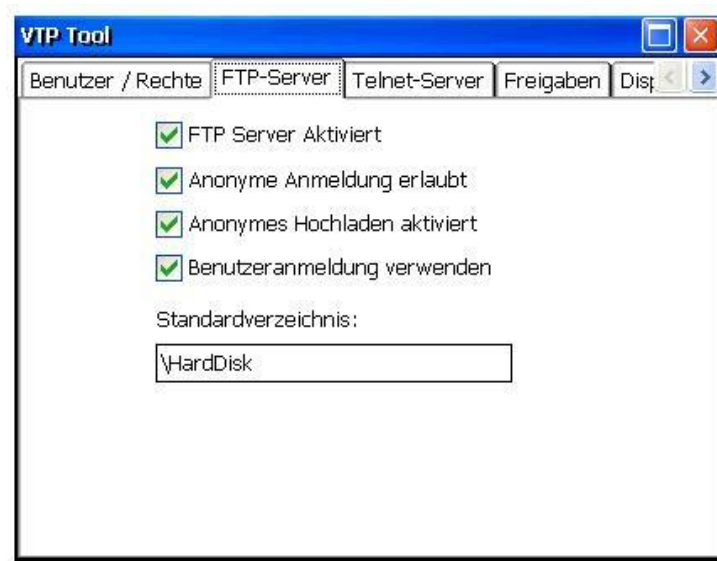 VTP Tool
Benutzer / Rechte FTP-Server Telnet-Server Freigaben
FTP Server Aktiviert
Anonyme Anmeldung erlaubt
Anonymes Hochladen aktiviert
Benutzeranmeldung verwenden
Standardverzeichnis:
\HardDisk